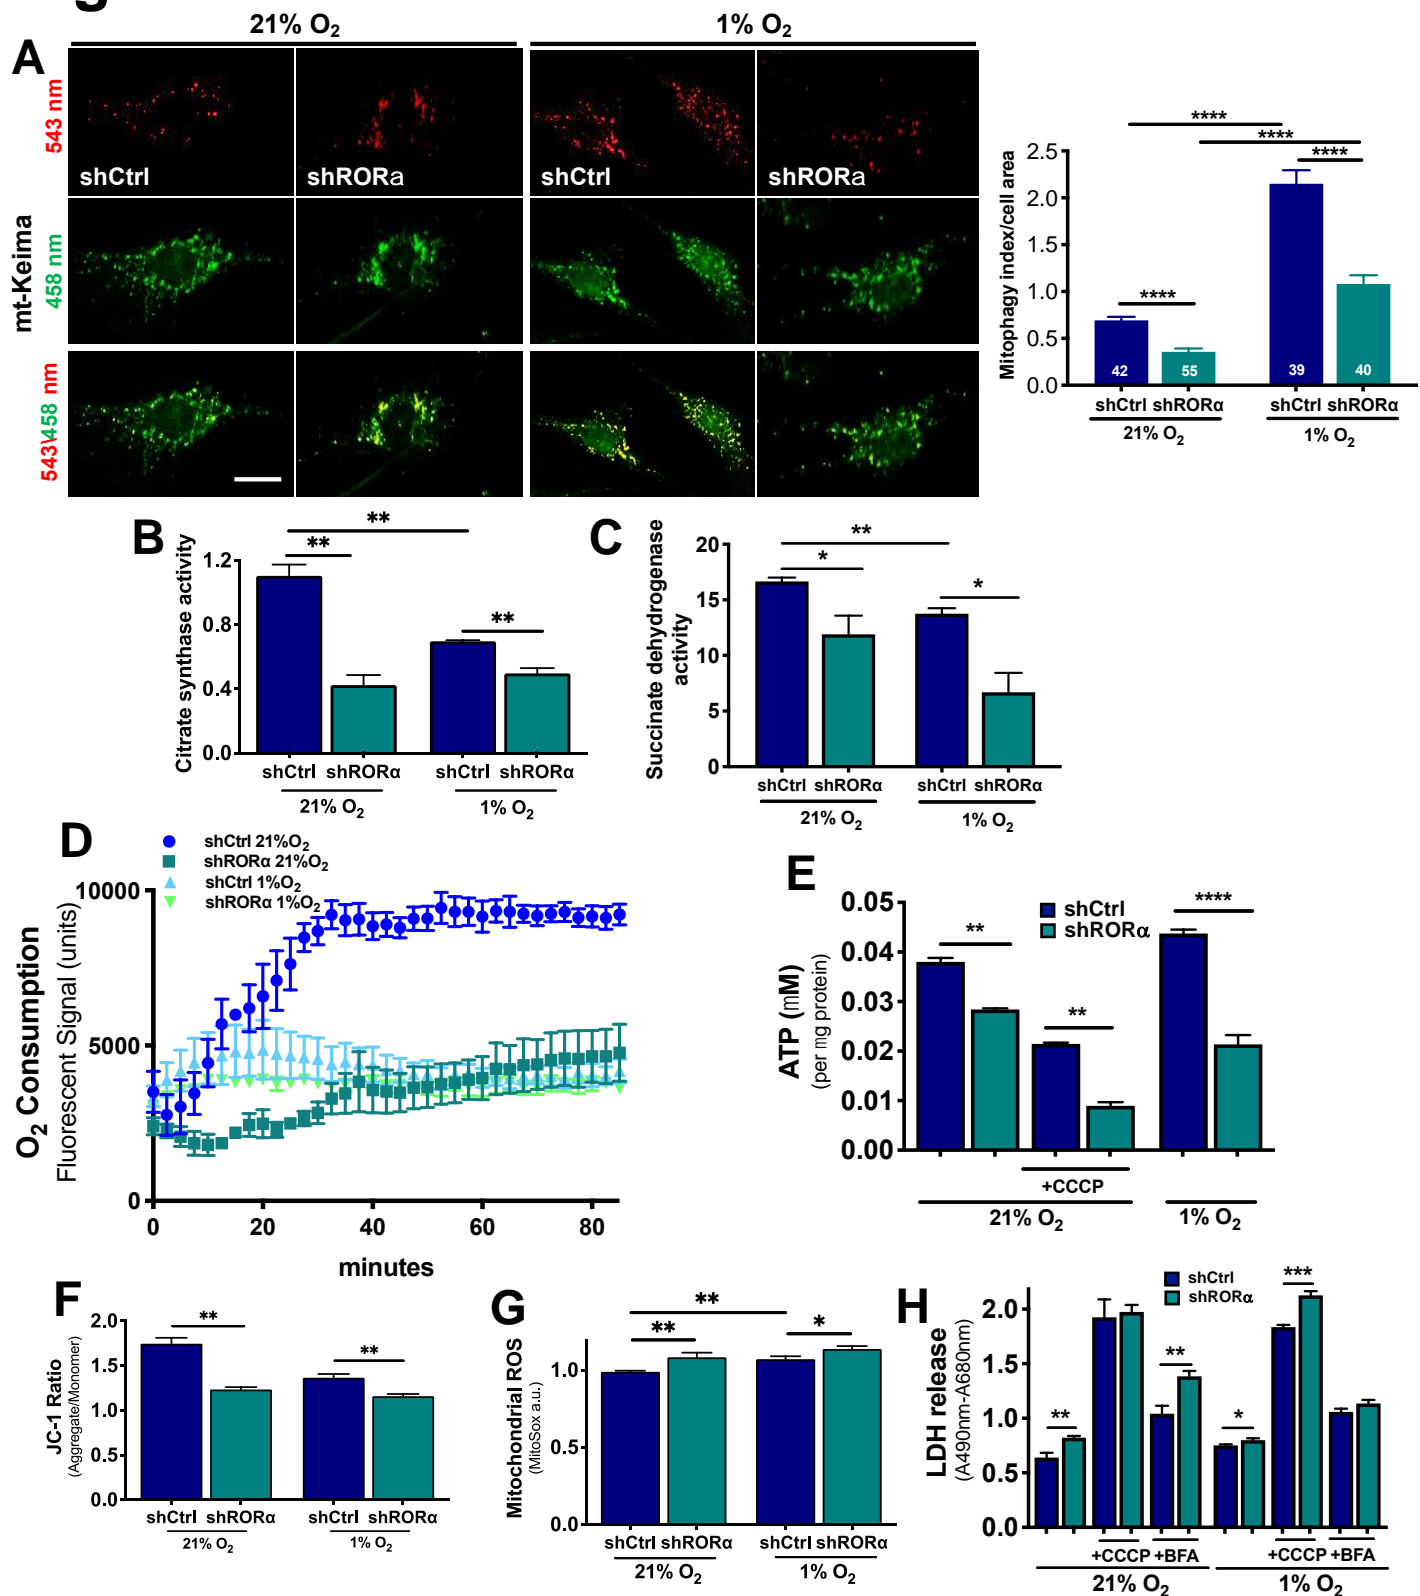 21% O2
1% O2
A
543 nm
shCtrl
shRORa
shCtrl
shRORa
mt-Keima
458 nm
543\458 nm
****
****
****
****
Mitophagy index/cell area
2.5
2.0
1.5
1.0
0.5
0.0
42
55
39
40
shCtrl shRORα
shCtrl shRORα
21% O2
1% O2
B
**
**
**
Citrate synthase activity
1.2
0.8
0.4
0.0
shCtrl shRORα
shCtrl shRORα
21% O2
1% O2
C
**
*
*
Succinate dehydrogenase
activity
20
15
10
5
0
shCtrl shRORα
shCtrl shRORα
21% O2
1% O2
D
shCtrl 21%O2
shRORα 21%O2
shCtrl 1%O2
shRORα 1%O2
O2 Consumption
Fluorescent Signal (units)
10000
5000
0
0
20
40
60
80
minutes
E
shCtrl
shRORα
**
**
****
ATP (mM)
(per mg protein)
0.05
0.04
0.03
0.02
0.01
0.00
+CCCP
21% O2
1% O2
F
**
**
JC-1 Ratio
(Aggregate/Monomer)
2.0
1.5
1.0
0.5
0.0
shCtrl shRORα
shCtrl shRORα
21% O2
1% O2
G
**
**
*
Mitochondrial ROS
(MitoSox a.u.)
1.0
0.5
0.0
shCtrl shRORα
shCtrl shRORα
21% O2
1% O2
H
shCtrl
shRORα
**
**
*
***
LDH release
(A490nm-A680nm)
2.0
1.5
1.0
0.5
0.0
+CCCP +BFA
+CCCP +BFA
21% O2
1% O2